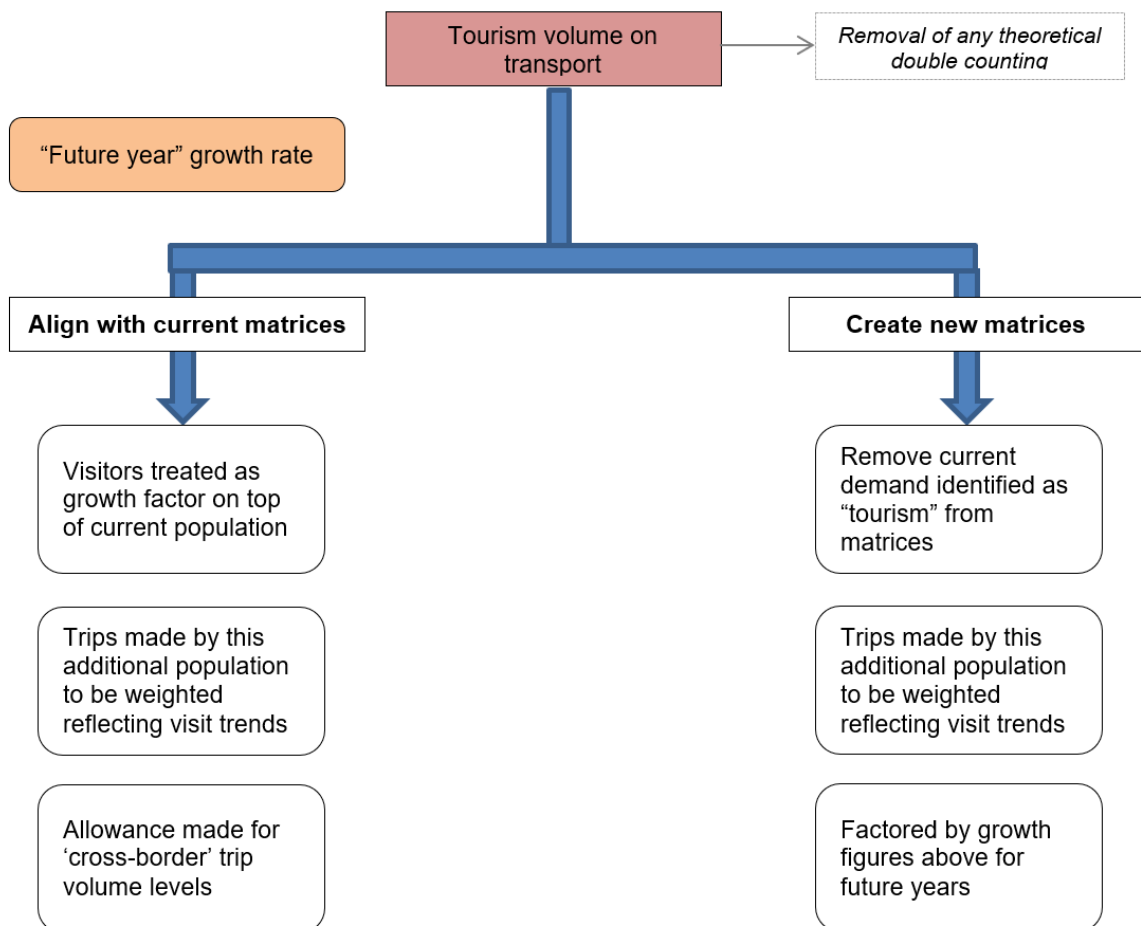 Tourism volume on
transport
Removal of any theoretical
double counting
“Future year” growth rate
Align with current matrices
Create new matrices
Visitors treated as
growth factor on top
of current population
Remove current
demand identified as
“tourism” from
matrices
Trips made by this
additional population
to be weighted
reflecting visit trends
Trips made by this
additional population
to be weighted
reflecting visit trends
Allowance made for
‘cross-border’ trip
volume levels
Factored by growth
figures above for
future years